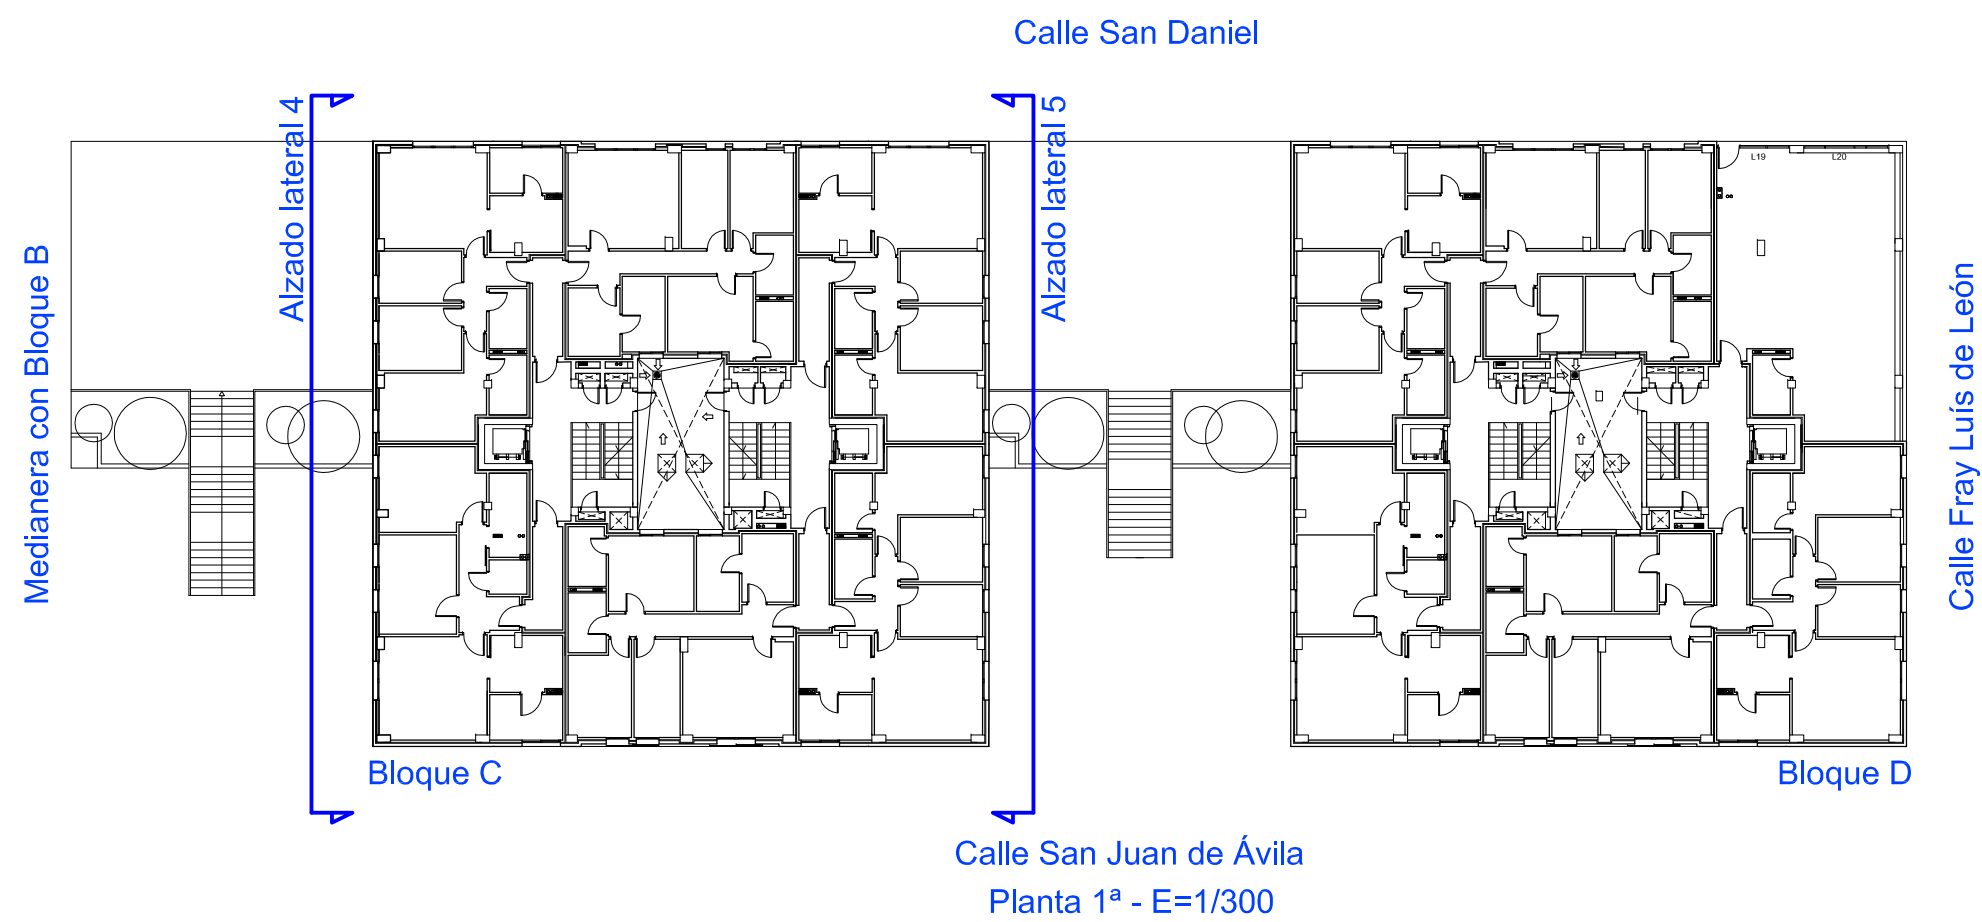 Calle San Daniel
Alzado lateral 4
Alzado lateral 5
L19
L20
Medianera con Bloque B
Calle Fray Luís de León
Bloque C
Bloque D
Calle San Juan de Ávila
Planta 1ª - E=1/300